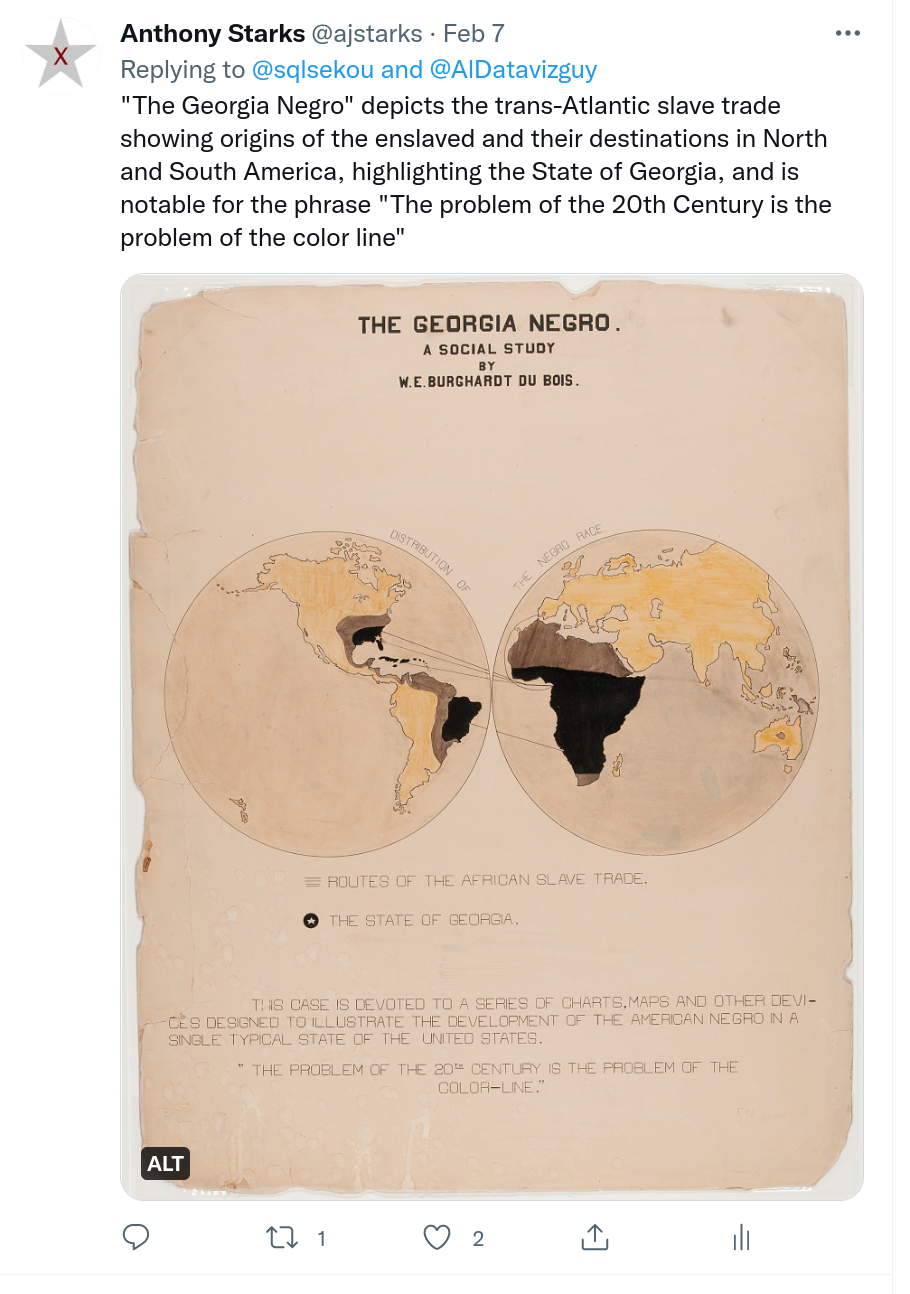 X
Anthony Starks @ajstarks · Feb 7
Replying to @sqlsekou and @AlDatavizguy
"The Georgia Negro" depicts the trans-Atlantic slave trade
showing origins of the enslaved and their destinations in North
and South America, highlighting the State of Georgia, and is
notable for the phrase "The problem of the 20th Century is the
problem of the color line"
THE GEORGIA NEGRO.
A SOCIAL STUDY
BY
W.E.BURGHARDT DU BOIS.
DISTRIBUTION OF THE NEGRO RACE
ROUTES OF THE AFRICAN SLAVE TRADE.
THE STATE OF GEORGIA.
THIS CASE IS DEVOTED TO A SERIES OF CHARTS, MAPS AND OTHER DEVI-
CES DESIGNED TO ILLUSTRATE THE DEVELOPMENT OF THE AMERICAN NEGRO IN A
SINGLE TYPICAL STATE OF THE UNITED STATES.
" THE PROBLEM OF THE 20th CENTURY IS THE PROBLEM OF THE
COLOR-LINE."
ALT
1 2